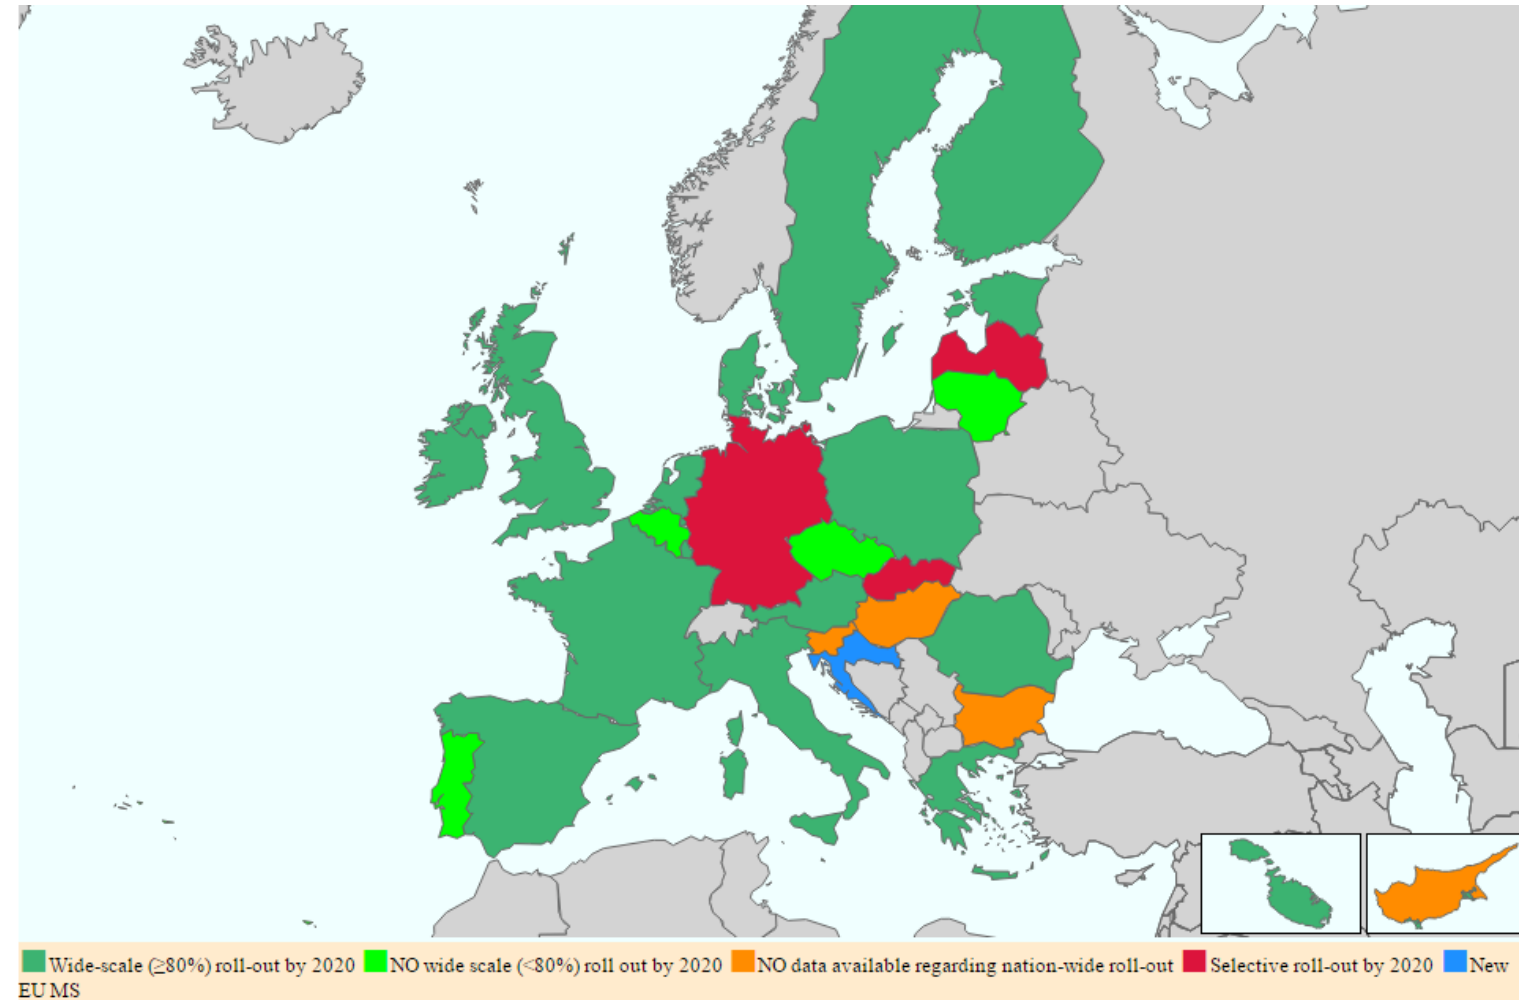 Wide-scale (≥80%) roll-out by 2020 NO wide scale (<80%) roll out by 2020 NO data available regarding nation-wide roll-out Selective roll-out by 2020 New
EU MS